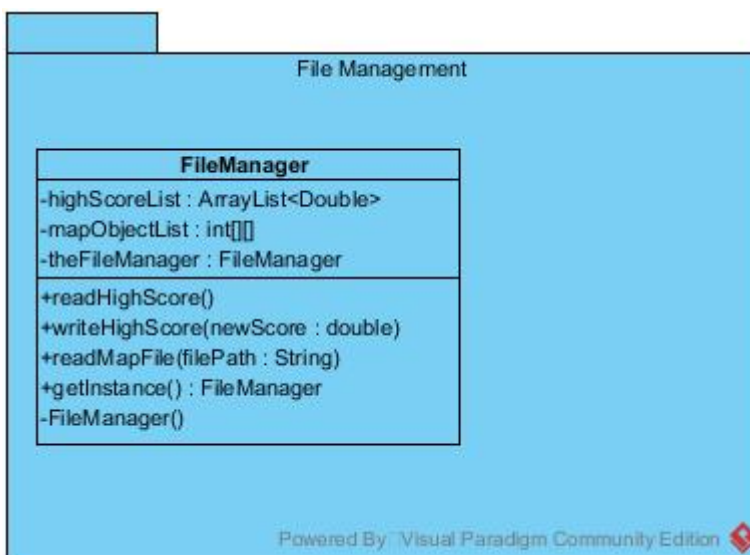 File Management
FileManager
-highScoreList : ArrayList<Double>
-mapObjectList : int[][]
-theFileManager : FileManager
+readHighScore()
+writeHighScore(newScore : double)
+readMapFile(filePath : String)
+getInstance() : FileManager
-FileManager()
Powered By Visual Paradigm Community Edition